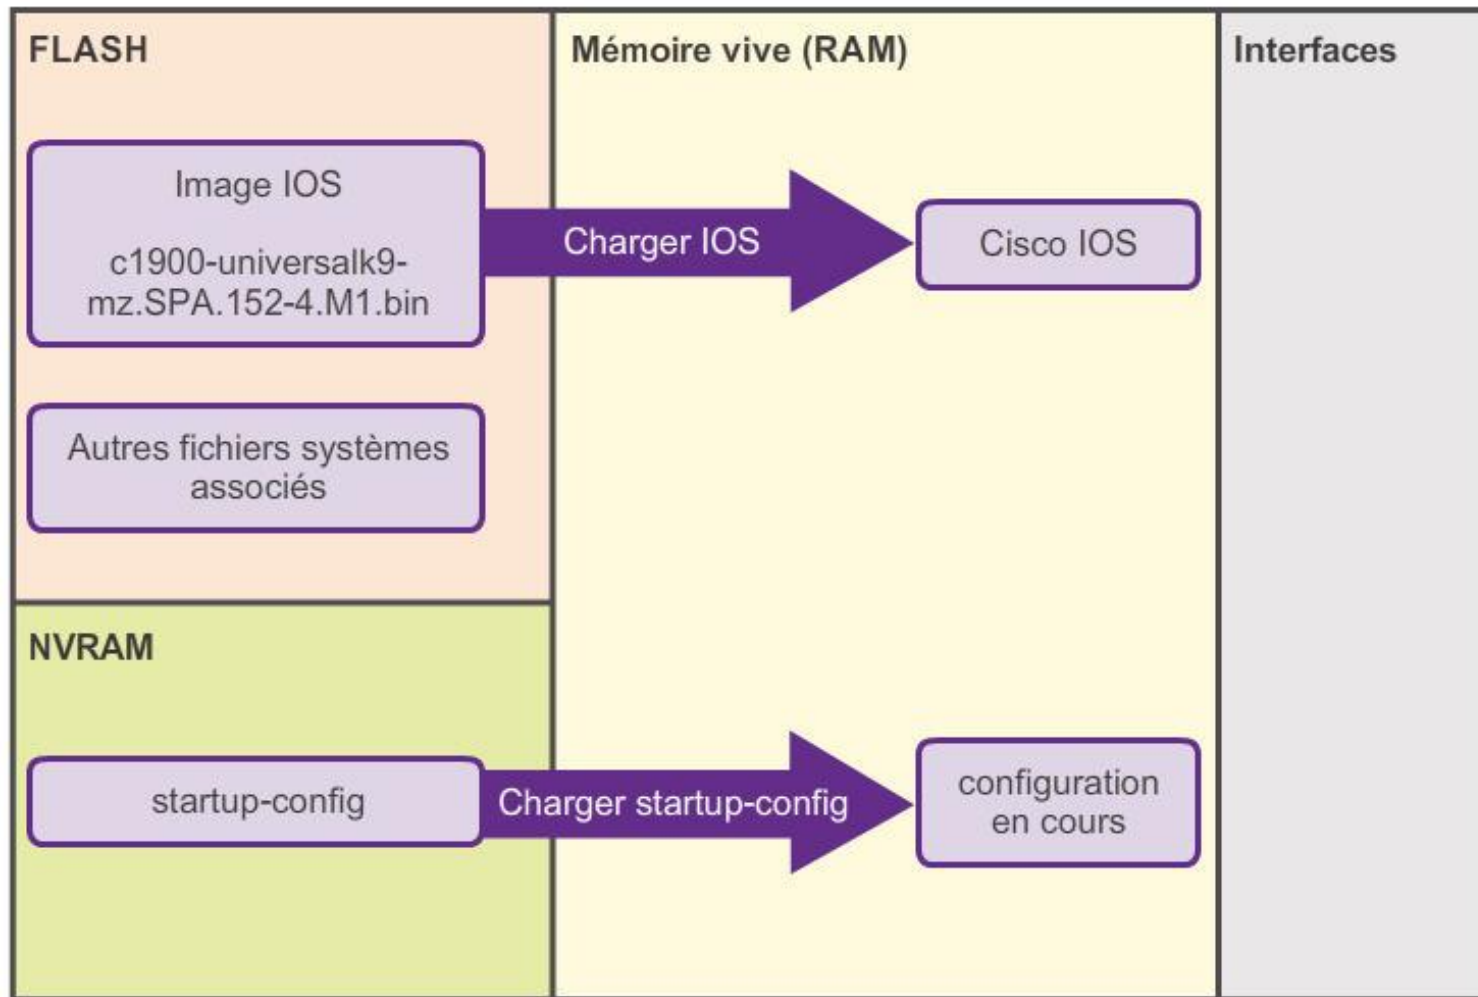 FLASH
Mémoire vive (RAM)
Interfaces
Image IOS
c1900-universalk9-
mz.SPA.152-4.M1.bin
Charger IOS
Cisco IOS
Autres fichiers systèmes
associés
NVRAM
startup-config
Charger startup-config
configuration
en cours